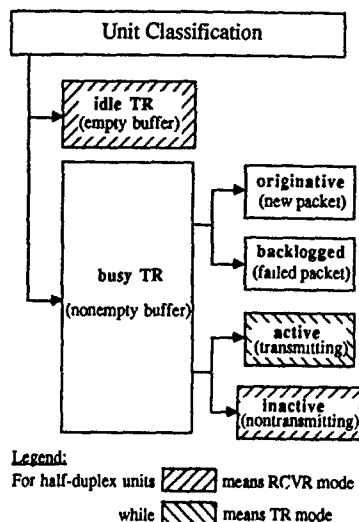 Unit Classification
idle TR
(empty buffer)
busy TR
(nonempty buffer)
originative
(new packet)
backlogged
(failed packet)
active
(transmitting)
inactive
(nontransmitting)
Legend:
For half-duplex units means RCVR mode
while means TR mode